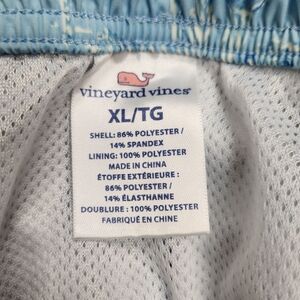 vineyard vines
XL/TG
SHELL: 86% POLYESTER /
14% SPANDEX
LINING: 100% POLYESTER
MADE IN CHINA
ÉTOFFE EXTÉRIEURE :
86% POLYESTER /
14% ÉLASTHANNE
DOUBLURE : 100% POLYESTER
FABRIQUÉ EN CHINE